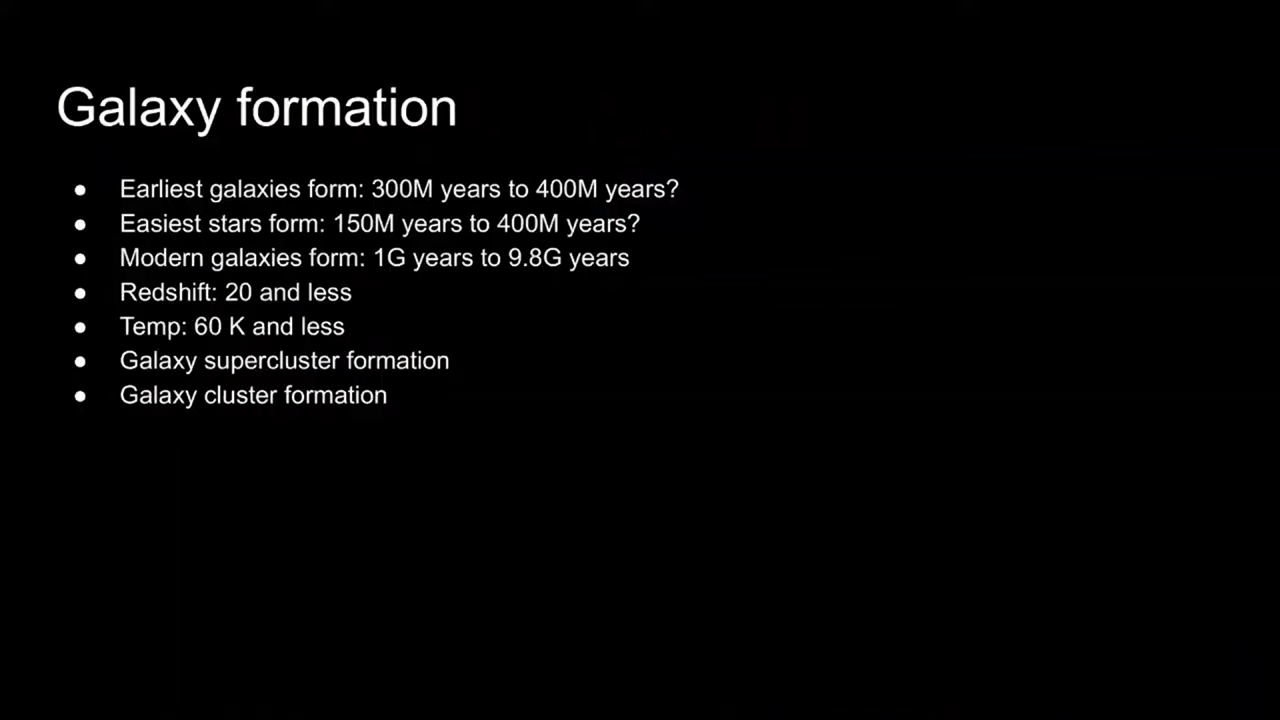 Galaxy formation
● Earliest galaxies form: 300M years to 400M years?
● Easiest stars form: 150M years to 400M years?
● Modern galaxies form: 1G years to 9.8G years
● Redshift: 20 and less
● Temp: 60 K and less
● Galaxy supercluster formation
● Galaxy cluster formation